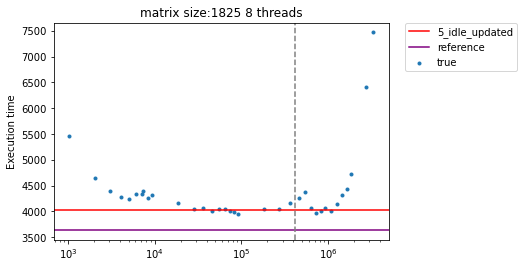 matrix size:1825 8 threads
7500
7000
6500
6000
5500
5000
4500
4000
3500
Execution time
10³
10⁴
10⁵
10⁶
5_idle_updated
reference
true